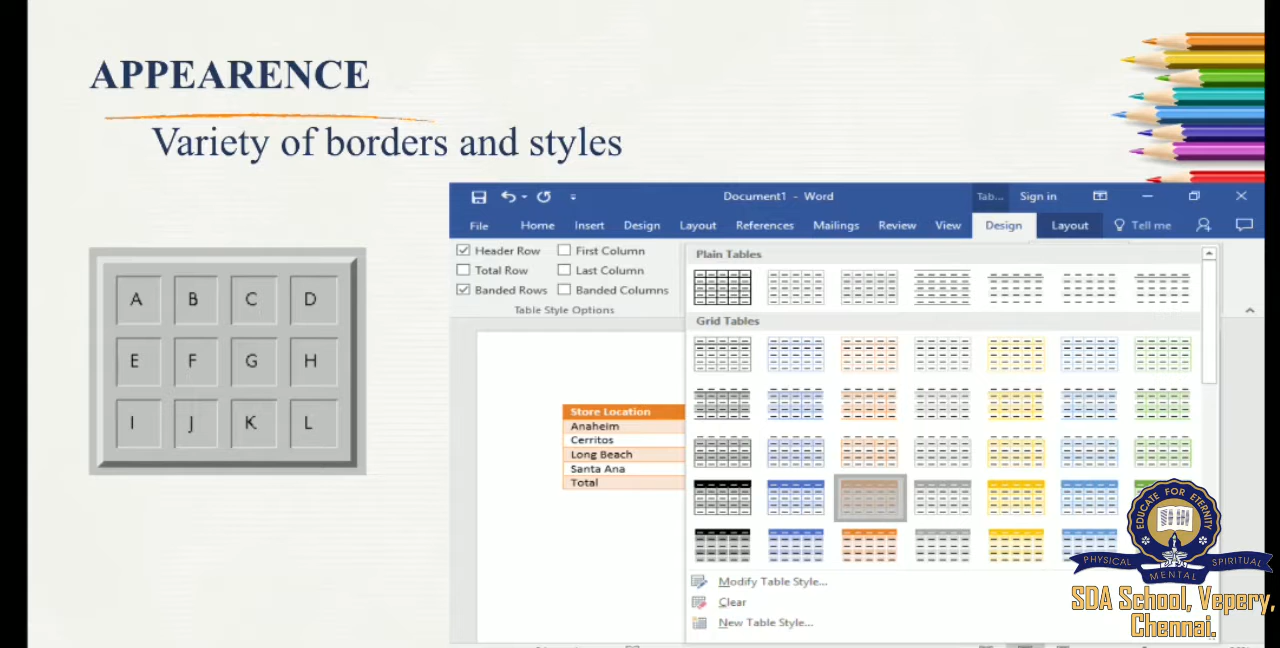 APPEARENCE
Variety of borders and styles
A B C D
E F G H
I J K L
Document1 - Word
Tab... Sign in
File Home Insert Design Layout References Mailings Review View Design Layout Tell me
Header Row First Column
Total Row Last Column
Banded Rows Banded Columns
Table Style Options
Plain Tables
Grid Tables
Store Location
Anaheim
Cerritos
Long Beach
Santa Ana
Total
Modify Table Style...
Clear
New Table Style...
EDUCATE FOR ETERNITY
PHYSICAL MENTAL SPIRITUAL
SDA School, Vepery,
Chennai.